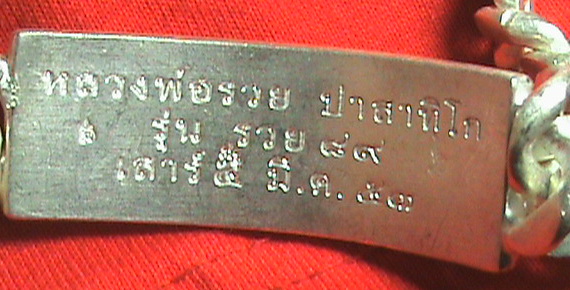 หลวงพ่อรวย ปาสาทิโก
รุ่น รวย ๘๙
เสาร์๕ มี.ค. ๕๓